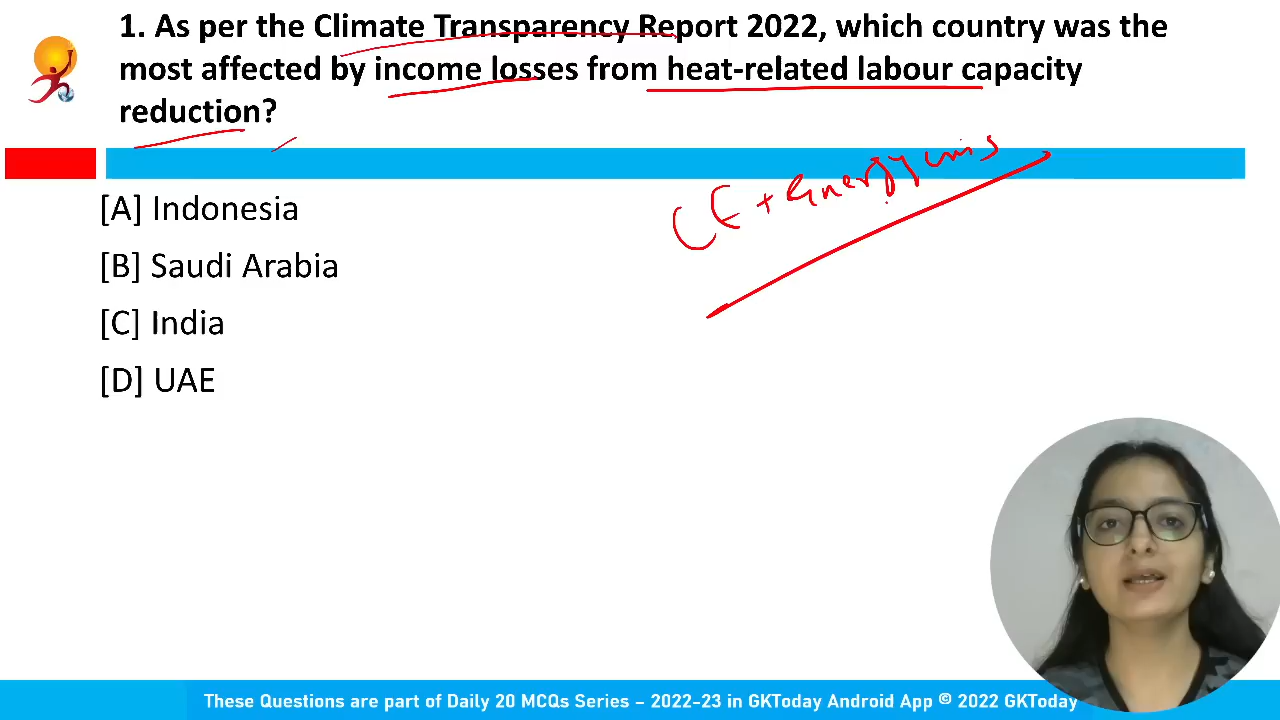 1. As per the Climate Transparency Report 2022, which country was the
most affected by income losses from heat-related labour capacity
reduction?
CE + Energy
[A] Indonesia
[B] Saudi Arabia
[C] India
[D] UAE
These Questions are part of Daily 20 MCQs Series – 2022-23 in GKToday Android App © 2022 GKToday